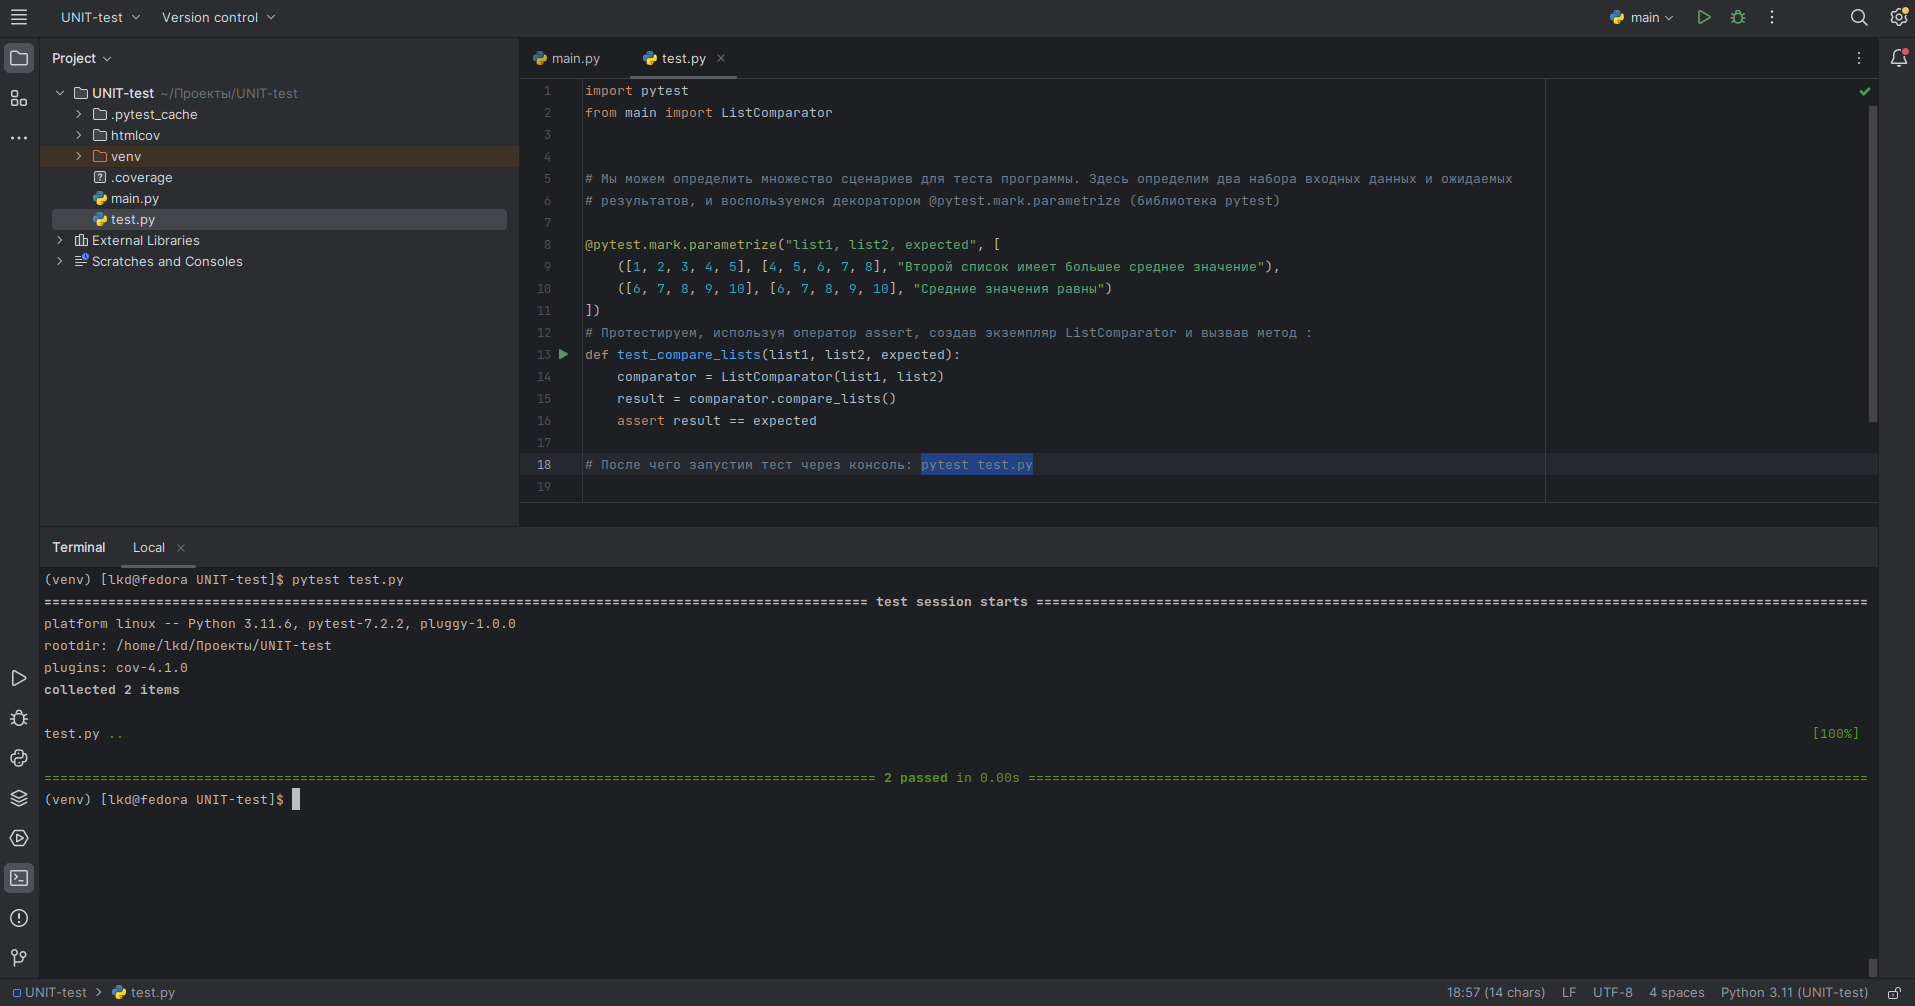 UNIT-test Version control main
Project
main.py test.py
UNIT-test ~/Проекты/UNIT-test
.pytest_cache
htmlcov
venv
.coverage
main.py
test.py
External Libraries
Scratches and Consoles
1 import pytest
2 from main import ListComparator
3
4
5 # Мы можем определить множество сценариев для теста программы. Здесь определим два набора входных данных и ожидаемых
6 # результатов, и воспользуемся декоратором @pytest.mark.parametrize (библиотека pytest)
7
8 @pytest.mark.parametrize("list1, list2, expected", [
9 ([1, 2, 3, 4, 5], [4, 5, 6, 7, 8], "Второй список имеет большее среднее значение"),
10 ([6, 7, 8, 9, 10], [6, 7, 8, 9, 10], "Средние значения равны")
11 ])
12 # Протестируем, используя оператор assert, создав экземпляр ListComparator и вызвав метод :
13 def test_compare_lists(list1, list2, expected):
14 comparator = ListComparator(list1, list2)
15 result = comparator.compare_lists()
16 assert result == expected
17
18 # После чего запустим тест через консоль: pytest test.py
19
Terminal Local
(venv) [lkd@fedora UNIT-test]$ pytest test.py
test session starts
platform linux -- Python 3.11.6, pytest-7.2.2, pluggy-1.0.0
rootdir: /home/lkd/Проекты/UNIT-test
plugins: cov-4.1.0
collected 2 items
test.py .. [100%]
2 passed in 0.00s
(venv) [lkd@fedora UNIT-test]$
UNIT-test > test.py 18:57 (14 chars) LF UTF-8 4 spaces Python 3.11 (UNIT-test)